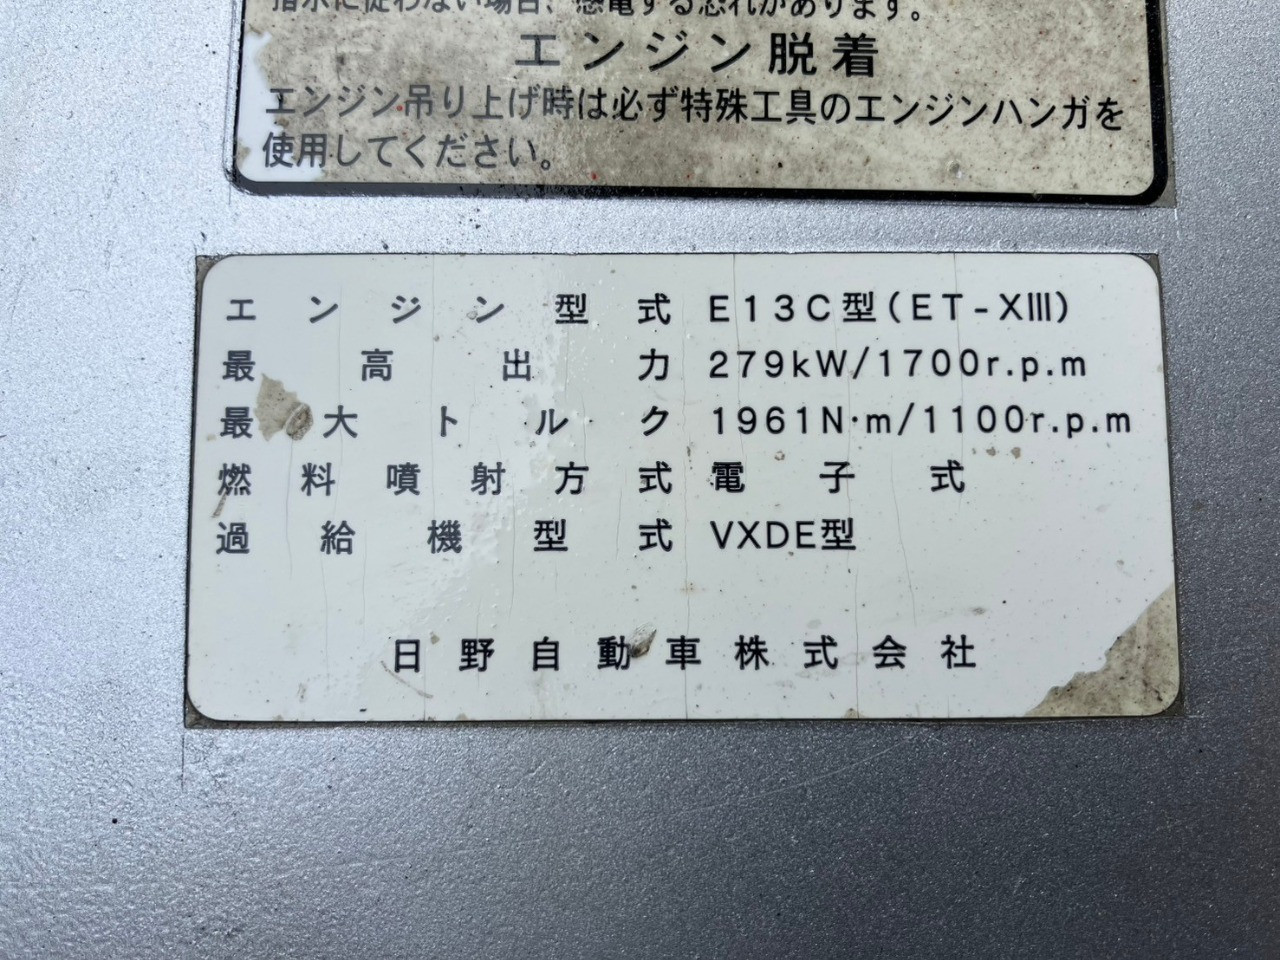 指示に従わない場合、感電する恐れがあります。
エンジン脱着
エンジン吊り上げ時は必ず特殊工具のエンジンハンガを
使用してください。
エンジン型式 E13C型(ET-XIII)
最高出力 279kW/1700r.p.m
最大トルク 1961N·m/1100r.p.m
燃料噴射方式 電子式
過給機型式 VXDE型
日野自動車株式会社